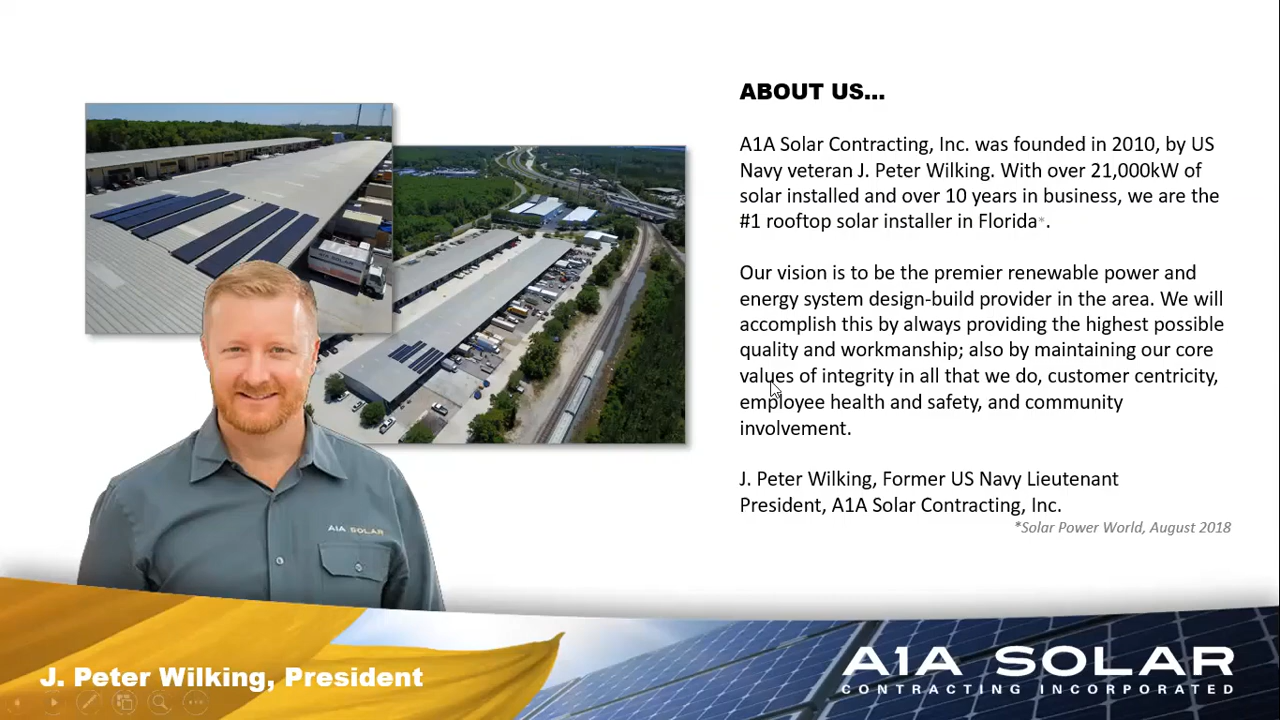 ABOUT US...
A1A Solar Contracting, Inc. was founded in 2010, by US
Navy veteran J. Peter Wilking. With over 21,000kW of
solar installed and over 10 years in business, we are the
#1 rooftop solar installer in Florida*.
Our vision is to be the premier renewable power and
energy system design-build provider in the area. We will
accomplish this by always providing the highest possible
quality and workmanship; also by maintaining our core
values of integrity in all that we do, customer centricity,
employee health and safety, and community
involvement.
J. Peter Wilking, Former US Navy Lieutenant
President, A1A Solar Contracting, Inc.
*Solar Power World, August 2018
A1A SOLAR
A1A SOLAR
J. Peter Wilking, President
A1A SOLAR
CONTRACTING INCORPORATED